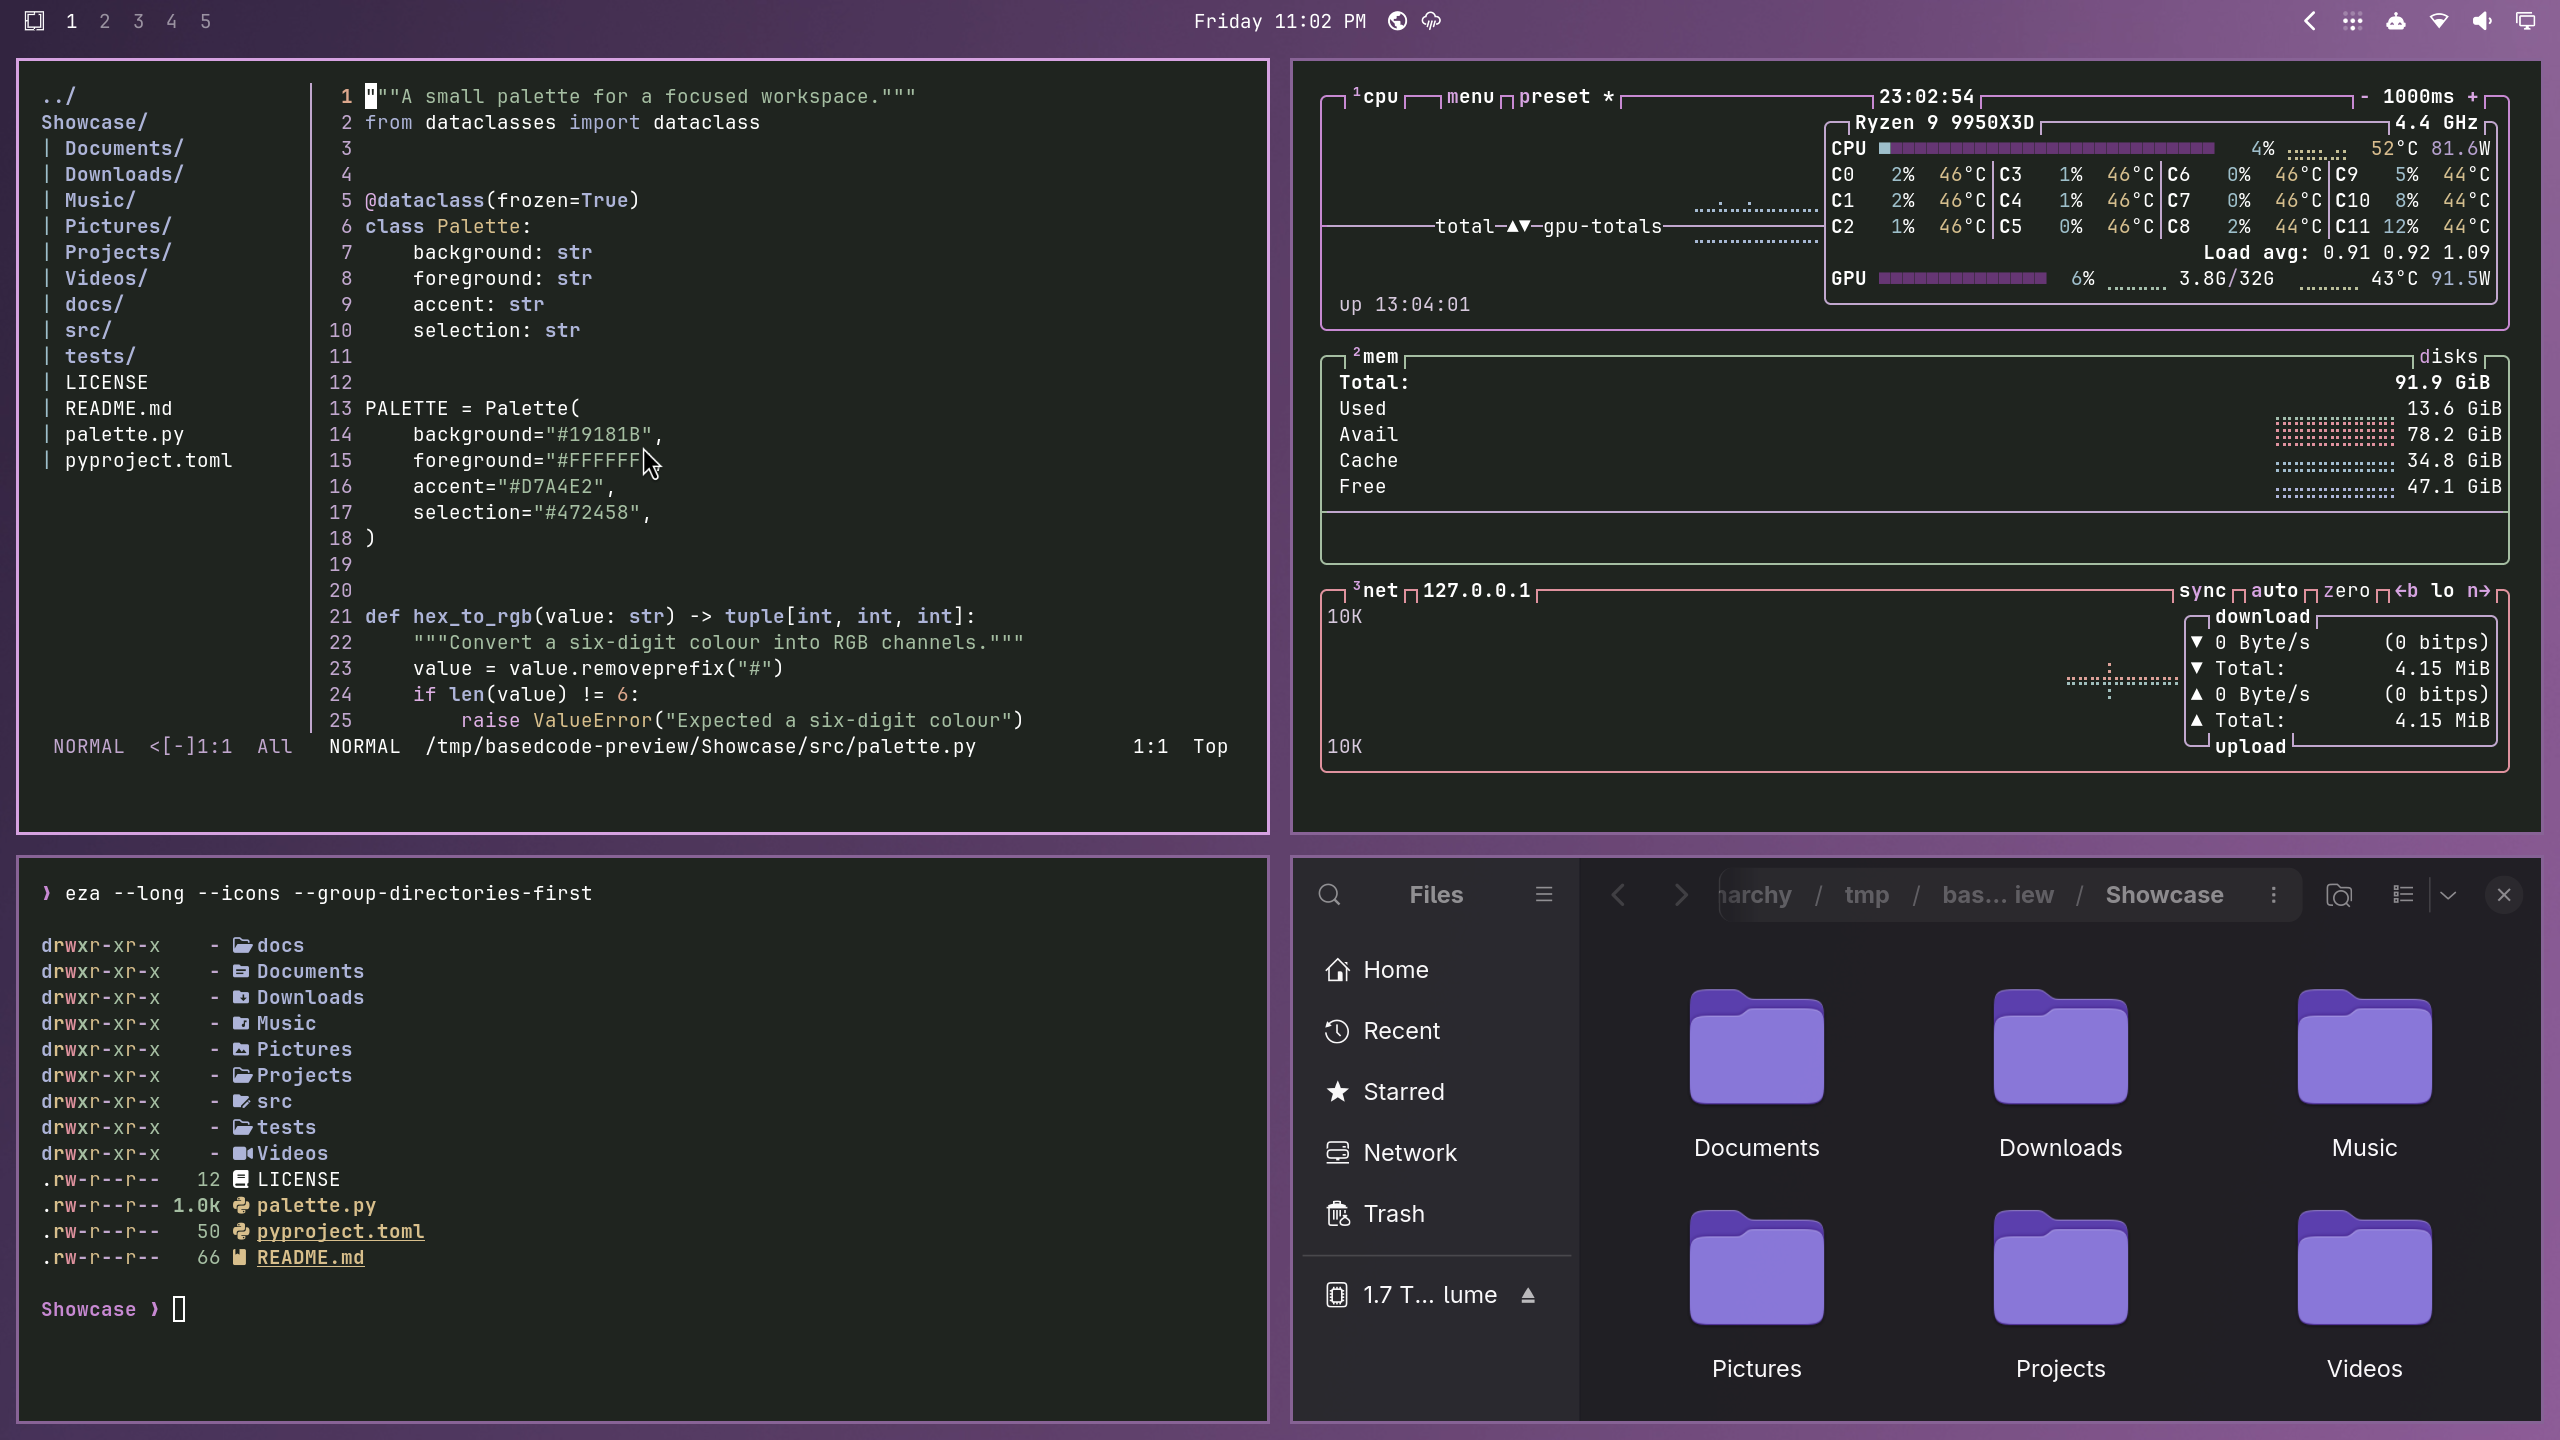 1 2 3 4 5
Friday 11:02 PM
../
Showcase/
Documents/
Downloads/
Music/
Pictures/
Projects/
Videos/
docs/
src/
tests/
LICENSE
README.md
palette.py
pyproject.toml
1 """A small palette for a focused workspace."""
2 from dataclasses import dataclass
3
4
5 @dataclass(frozen=True)
6 class Palette:
7     background: str
8     foreground: str
9     accent: str
10     selection: str
11
12
13 PALETTE = Palette(
14     background="#19181B",
15     foreground="#FFFFFF
16     accent="#D7A4E2",
17     selection="#472458",
18 )
19
20
21 def hex_to_rgb(value: str) -> tuple[int, int, int]:
22     """Convert a six-digit colour into RGB channels."""
23     value = value.removeprefix("#")
24     if len(value) != 6:
25         raise ValueError("Expected a six-digit colour")
NORMAL <[-]1:1 All NORMAL /tmp/basedcode-preview/Showcase/src/palette.py 1:1 Top
1cpu menu preset * 23:02:54 - 1000ms +
Ryzen 9 9950X3D 4.4 GHz
CPU 4% 52°C 81.6W
C0 2% 46°C C3 1% 46°C C6 0% 46°C C9 5% 44°C
C1 2% 46°C C4 1% 46°C C7 0% 46°C C10 8% 44°C
total ▲▼ gpu-totals C2 1% 46°C C5 0% 46°C C8 2% 44°C C11 12% 44°C
Load avg: 0.91 0.92 1.09
GPU 6% 3.8G/32G 43°C 91.5W
up 13:04:01
2mem disks
Total: 91.9 GiB
Used 13.6 GiB
Avail 78.2 GiB
Cache 34.8 GiB
Free 47.1 GiB
3net 127.0.0.1 sync auto zero ←b lo n→
10K download
▼ 0 Byte/s (0 bitps)
▼ Total: 4.15 MiB
▲ 0 Byte/s (0 bitps)
▲ Total: 4.15 MiB
10K upload
❯ eza --long --icons --group-directories-first
drwxr-xr-x - docs
drwxr-xr-x - Documents
drwxr-xr-x - Downloads
drwxr-xr-x - Music
drwxr-xr-x - Pictures
drwxr-xr-x - Projects
drwxr-xr-x - src
drwxr-xr-x - tests
drwxr-xr-x - Videos
.rw-r--r-- 12 LICENSE
.rw-r--r-- 1.0k palette.py
.rw-r--r-- 50 pyproject.toml
.rw-r--r-- 66 README.md
Showcase ❯
Files
Home
Recent
Starred
Network
Trash
1.7 T... lume
archy / tmp / bas... iew / Showcase
Documents Downloads Music
Pictures Projects Videos